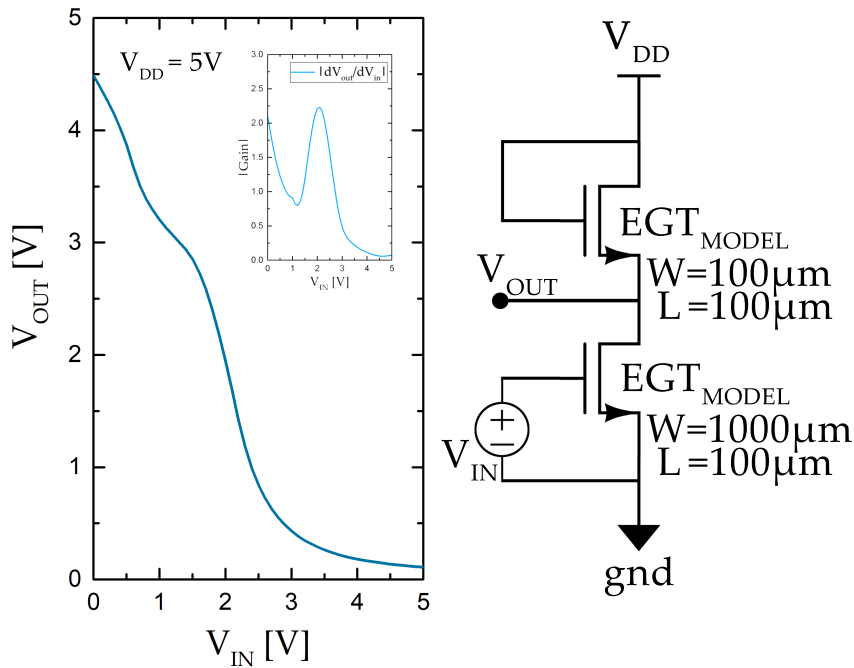 5
4
3
2
1
0
0 1 2 3 4 5
V_OUT [V]
V_IN [V]
V_DD = 5V
3.0
2.5
2.0
1.5
1.0
0.5
0.0
0 1 2 3 4 5
|Gain|
V_IN [V]
|dV_out/dV_in|
V_DD
EGT_MODEL
W=100μm
L=100μm
V_OUT
EGT_MODEL
W=1000μm
L=100μm
V_IN
+
−
gnd